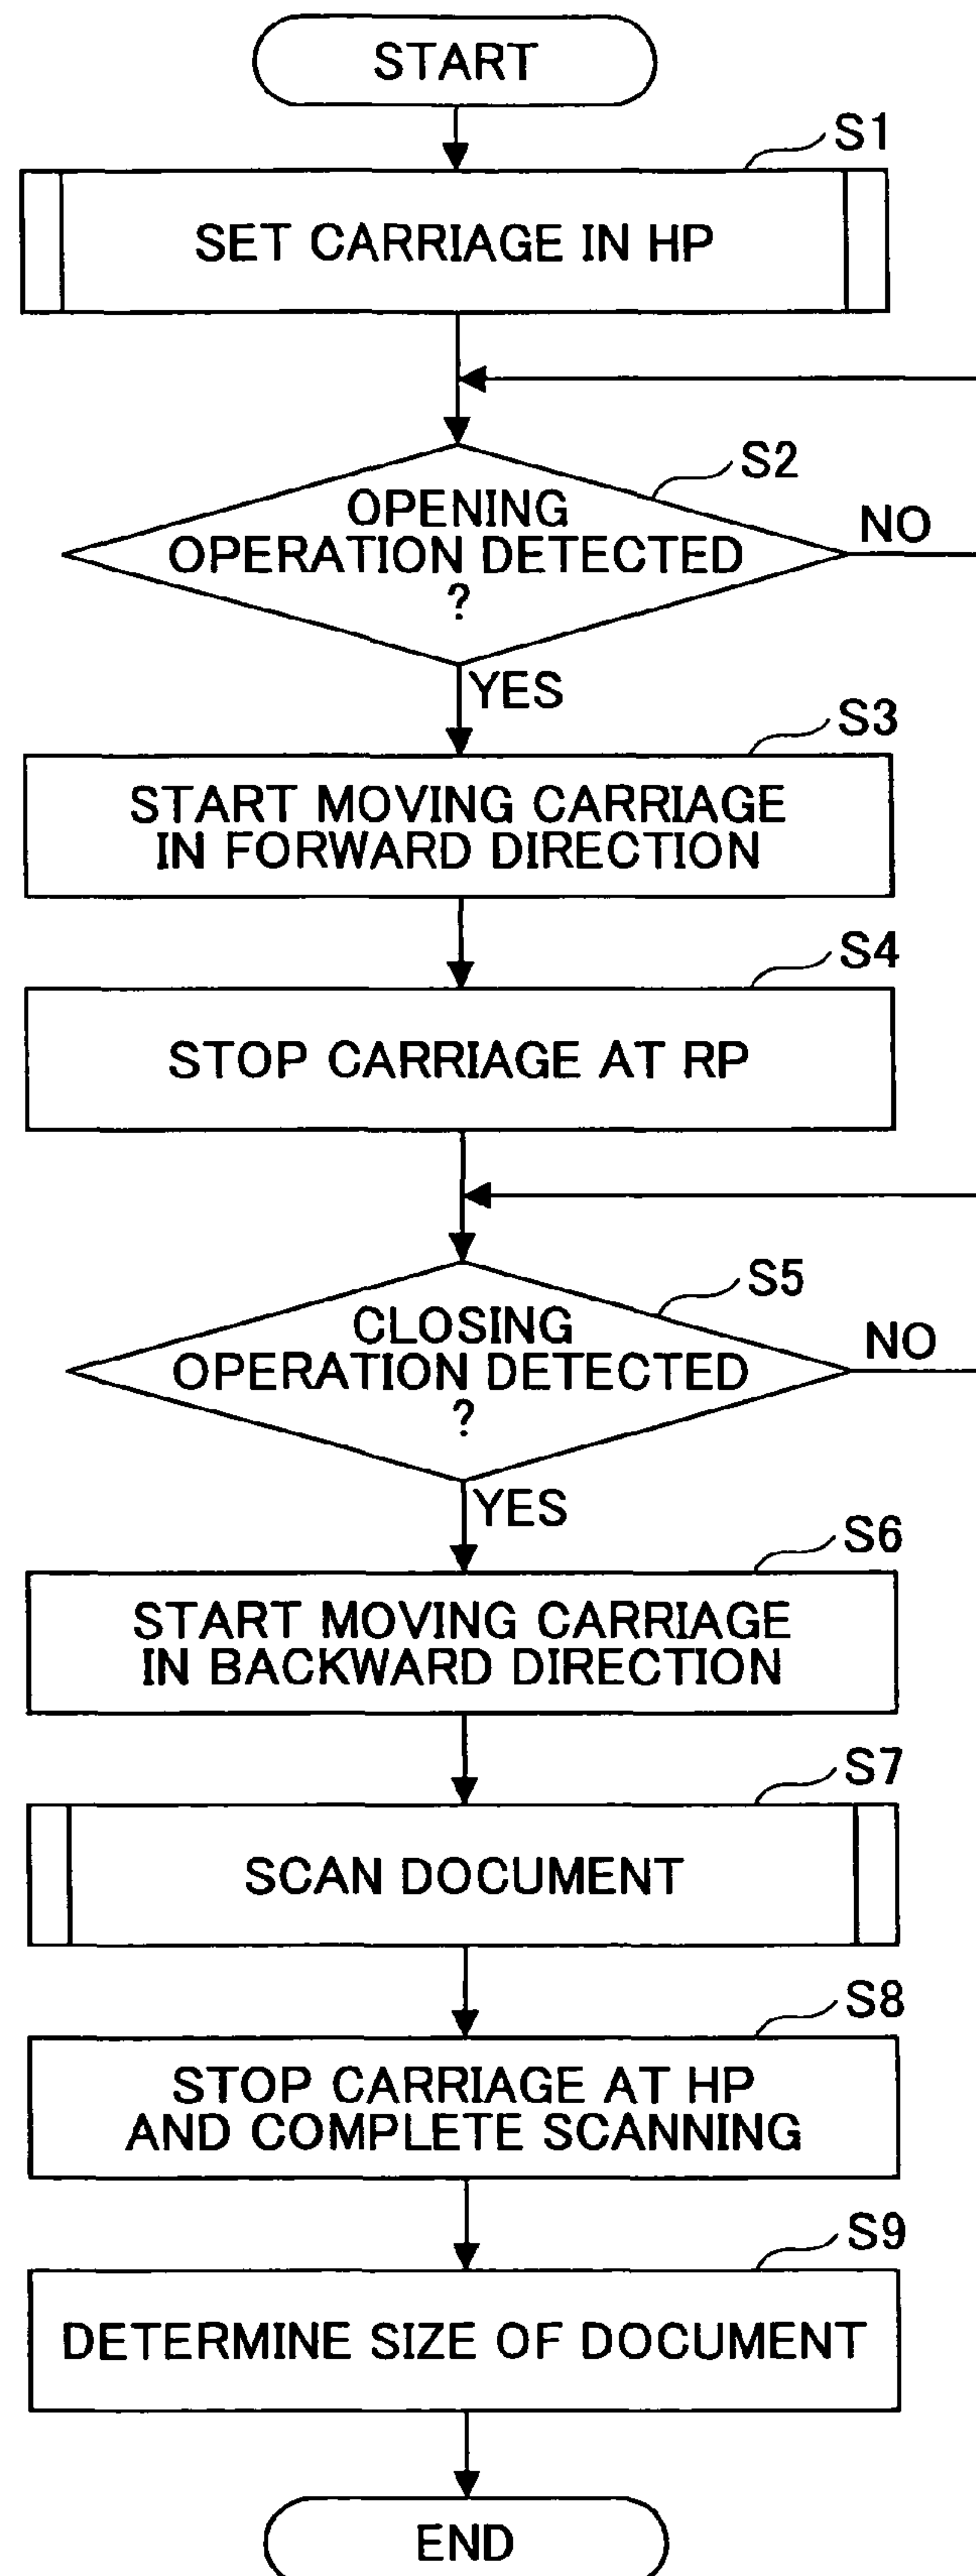 START
S1
SET CARRIAGE IN HP
S2
OPENING
OPERATION DETECTED
?
NO
YES
S3
START MOVING CARRIAGE
IN FORWARD DIRECTION
S4
STOP CARRIAGE AT RP
S5
CLOSING
OPERATION DETECTED
?
NO
YES
S6
START MOVING CARRIAGE
IN BACKWARD DIRECTION
S7
SCAN DOCUMENT
S8
STOP CARRIAGE AT HP
AND COMPLETE SCANNING
S9
DETERMINE SIZE OF DOCUMENT
END